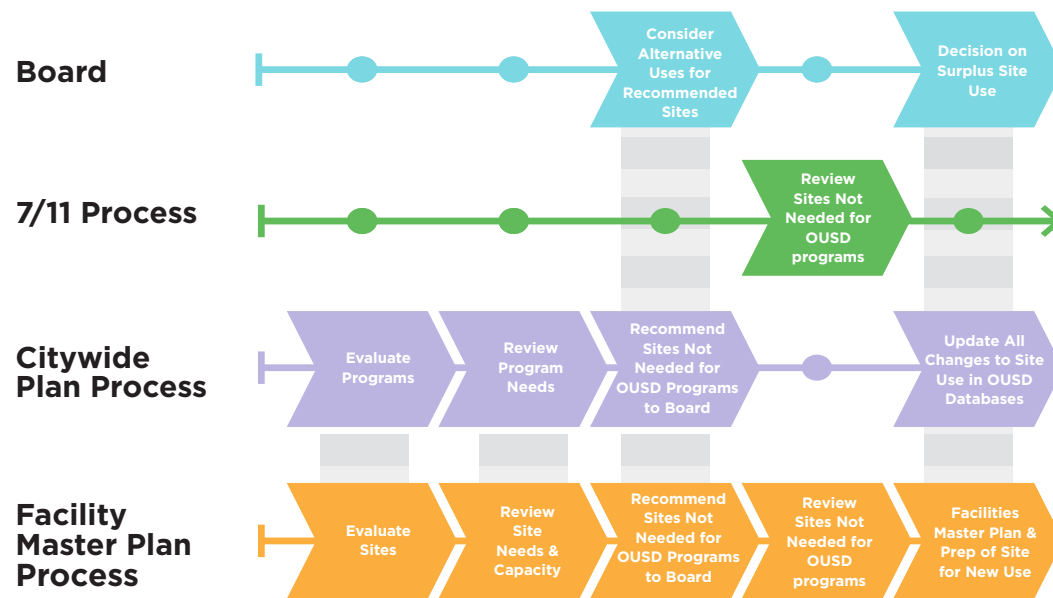 Board
Consider
Alternative
Uses for
Recommended
Sites
Decision on
Surplus Site
Use
7/11 Process
Review
Sites Not
Needed for
OUSD
programs
Citywide
Plan Process
Evaluate
Programs
Review
Program
Needs
Recommend
Sites Not
Needed for
OUSD Programs
to Board
Update All
Changes to Site
Use in OUSD
Databases
Facility
Master Plan
Process
Evaluate
Sites
Review
Site
Needs &
Capacity
Recommend
Sites Not
Needed for
OUSD Programs
to Board
Review
Sites Not
Needed for
OUSD
programs
Facilities
Master Plan &
Prep of Site
for New Use